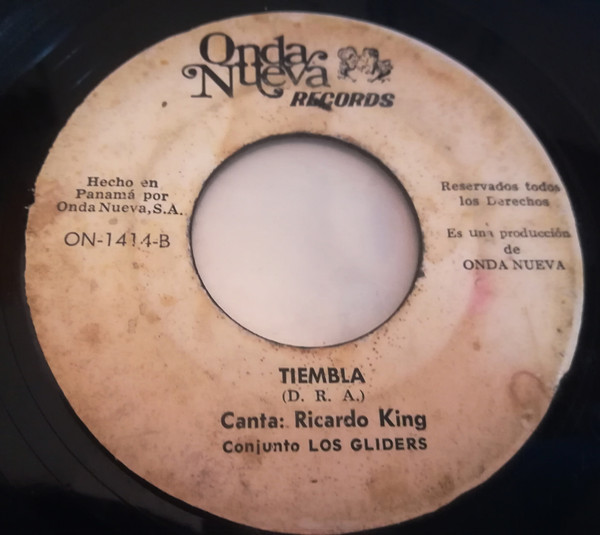 Onda
Nueva
RECORDS
Hecho en
Panamá por
Onda Nueva, S.A.
ON-1414-B
Reservados todos
los Derechos
Es una producción
de
ONDA NUEVA
TIEMBLA
(D. R. A.)
Canta: Ricardo King
Conjunto LOS GLIDERS